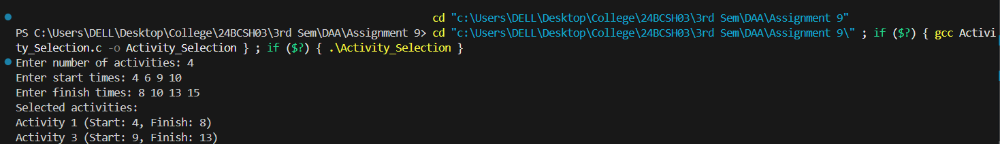 cd "c:\Users\DELL\Desktop\College\24BCSH03\3rd Sem\DAA\Assignment 9"
PS C:\Users\DELL\Desktop\College\24BCSH03\3rd Sem\DAA\Assignment 9> cd "c:\Users\DELL\Desktop\College\24BCSH03\3rd Sem\DAA\Assignment 9\" ; if ($?) { gcc Activi
ty_Selection.c -o Activity_Selection } ; if ($?) { .\Activity_Selection }
Enter number of activities: 4
Enter start times: 4 6 9 10
Enter finish times: 8 10 13 15
Selected activities:
Activity 1 (Start: 4, Finish: 8)
Activity 3 (Start: 9, Finish: 13)